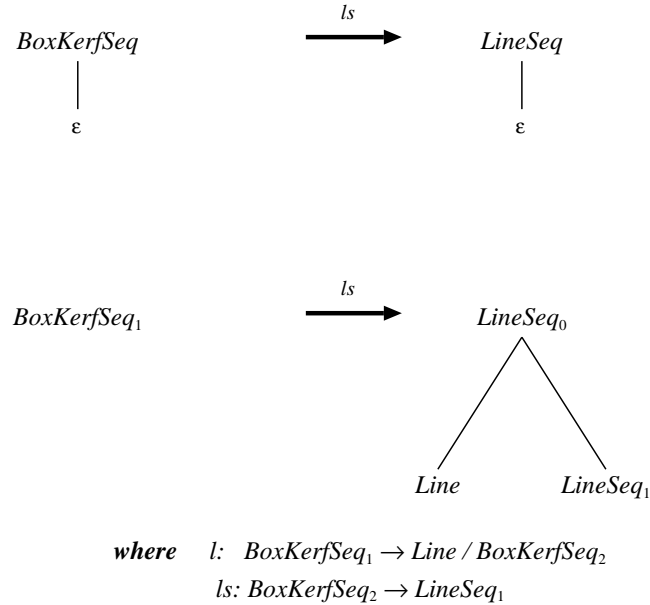 ls
BoxKerfSeq LineSeq
ε ε
ls
BoxKerfSeq₁ LineSeq₀
Line LineSeq₁
where l: BoxKerfSeq₁ → Line / BoxKerfSeq₂
ls: BoxKerfSeq₂ → LineSeq₁